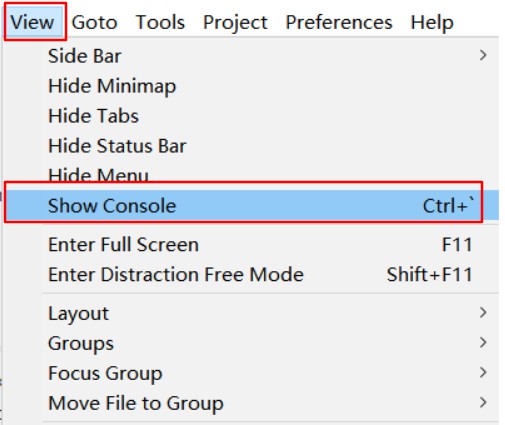 View Goto Tools Project Preferences Help
Side Bar >
Hide Minimap
Hide Tabs
Hide Status Bar
Hide Menu
Show Console Ctrl+`
Enter Full Screen F11
Enter Distraction Free Mode Shift+F11
Layout >
Groups >
Focus Group >
Move File to Group >